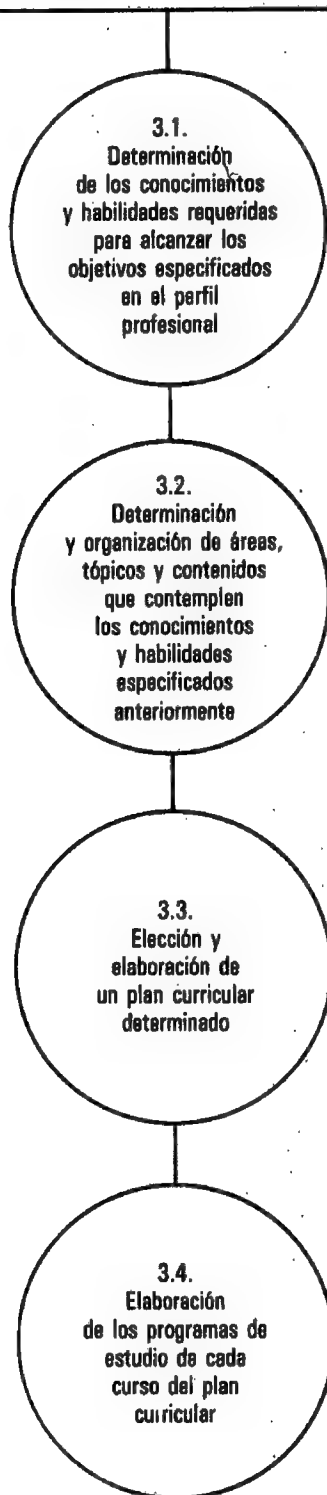 3.1.
Determinación
de los conocimientos
y habilidades requeridas
para alcanzar los
objetivos especificados
en el perfil
profesional
3.2.
Determinación
y organización de áreas,
tópicos y contenidos
que contemplen
los conocimientos
y habilidades
especificados
anteriormente
3.3.
Elección y
elaboración de
un plan curricular
determinado
3.4.
Elaboración
de los programas de
estudio de cada
curso del plan
curricular